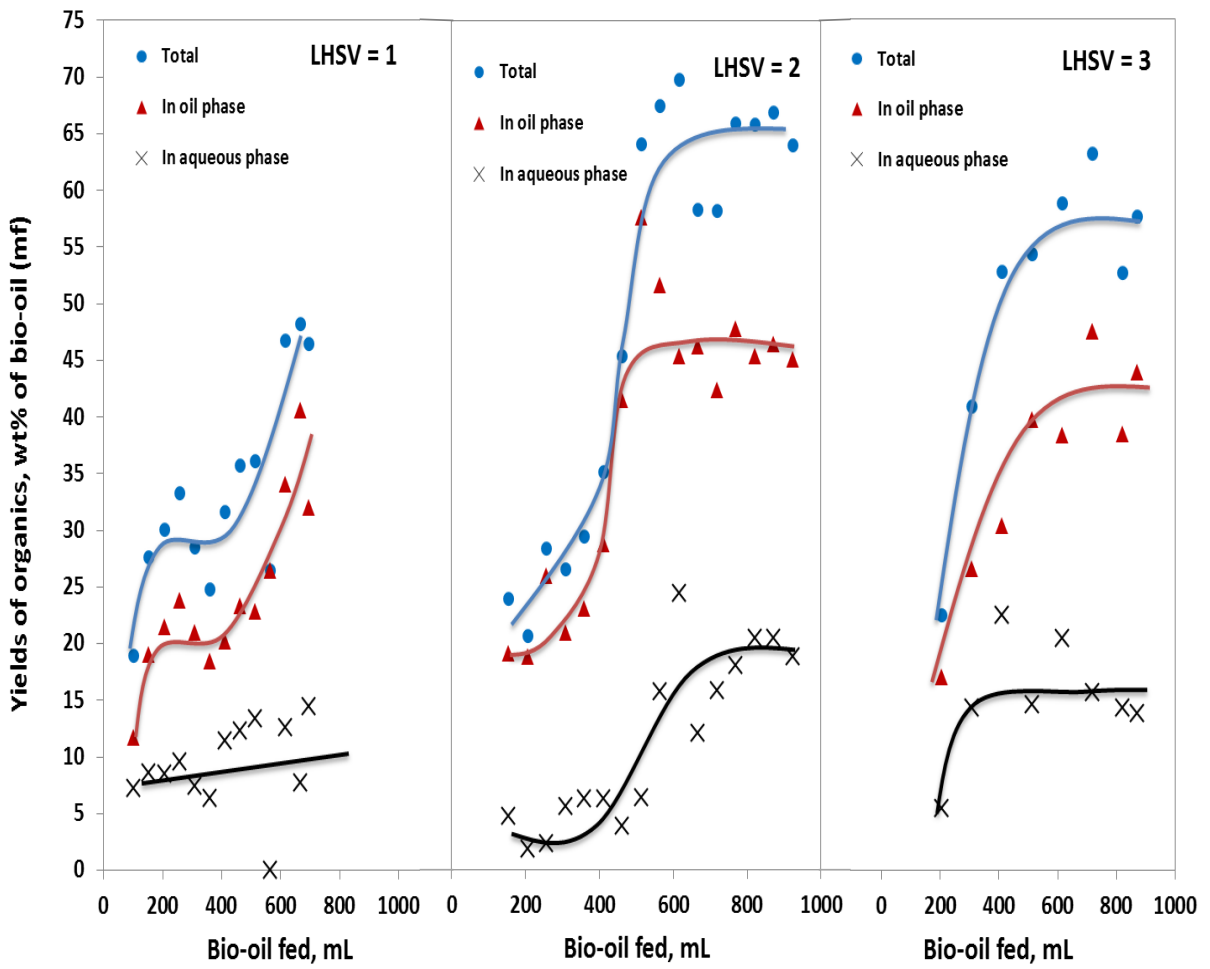 Yields of organics, wt% of bio-oil (mf)
75
70
65
60
55
50
45
40
35
30
25
20
15
10
5
0
LHSV = 1
Total
In oil phase
In aqueous phase
0 200 400 600 800 1000
Bio-oil fed, mL
LHSV = 2
Total
In oil phase
In aqueous phase
0 200 400 600 800 1000
Bio-oil fed, mL
LHSV = 3
Total
In oil phase
In aqueous phase
0 200 400 600 800 1000
Bio-oil fed, mL